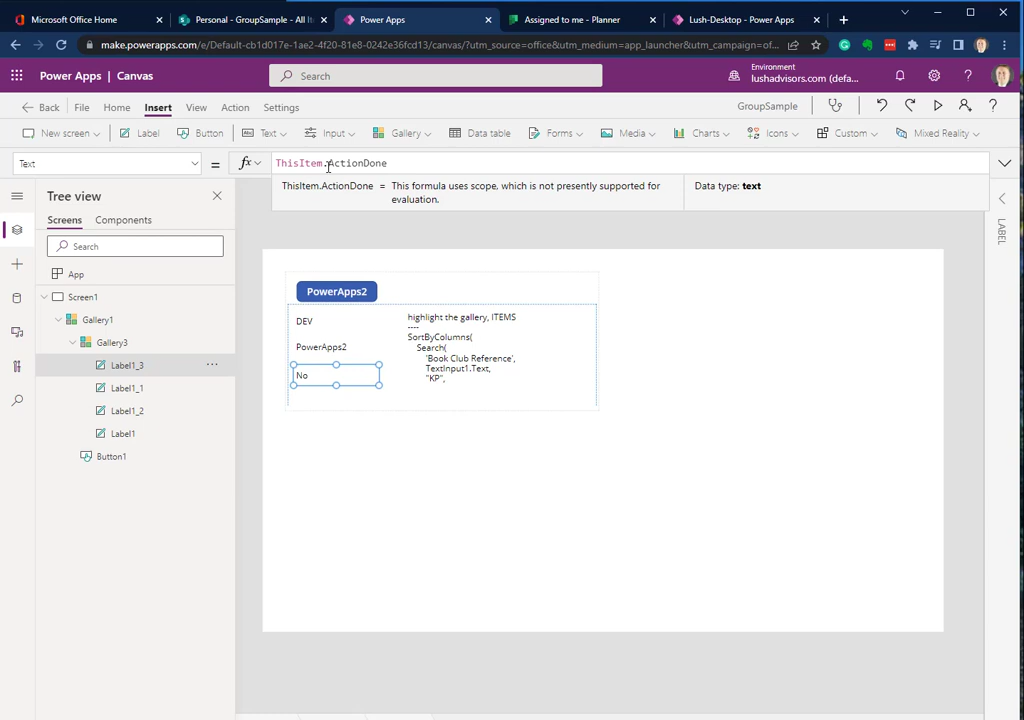 Microsoft Office Home
Personal - GroupSample - All It
Power Apps
Assigned to me - Planner
Lush-Desktop - Power Apps
make.powerapps.com/e/Default-cb1d017e-1ae2-4f20-81e8-0242e36fcd13/canvas/?utm_source=office&utm_medium=app_launcher&utm_campaign=of...
Power Apps | Canvas
Search
Environment
lushadvisors.com (defa...
Back
File
Home
Insert
View
Action
Settings
GroupSample
New screen
Label
Button
Text
Input
Gallery
Data table
Forms
Media
Charts
Icons
Custom
Mixed Reality
Text
= fx
ThisItem.ActionDone
ThisItem.ActionDone = This formula uses scope, which is not presently supported for
evaluation.
Data type: text
Tree view
Screens
Components
Search
App
Screen1
Gallery1
Gallery3
Label1_3
Label1_1
Label1_2
Label1
Button1
LABEL
PowerApps2
DEV
PowerApps2
No
highlight the gallery, ITEMS
----
SortByColumns(
Search(
'Book Club Reference',
TextInput1.Text,
"KP",